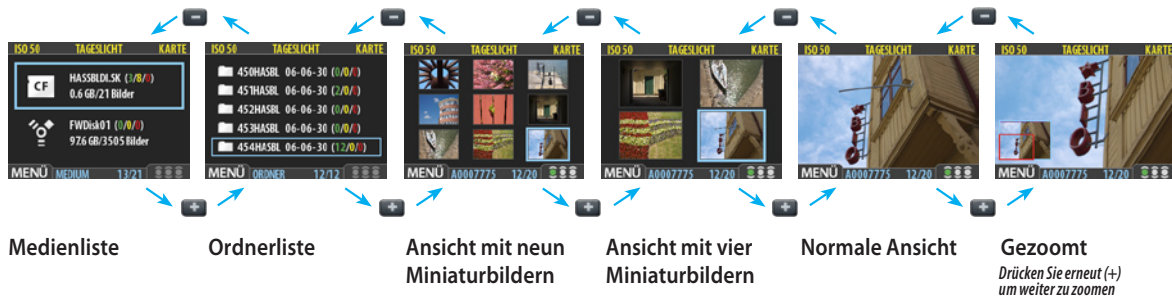 ISO 50 TAGESLICHT KARTE
CF
HASSBLDI.SK (3/8/0)
0.6 GB/21 Bilder
FWDisk01 (0/0/0)
97.6 GB/3505 Bilder
MENÜ MEDIUM 13/21
ISO 50 TAGESLICHT KARTE
450HASBL 06-06-30 (0/0/0)
451HASBL 06-06-30 (2/0/0)
452HASBL 06-06-30 (0/0/0)
453HASBL 06-06-30 (0/0/0)
454HASBL 06-06-30 (12/0/0)
MENÜ ORDNER 12/12
ISO 50 TAGESLICHT KARTE
MENÜ A0007775 12/20
ISO 50 TAGESLICHT KARTE
MENÜ A0007775 12/20
ISO 50 TAGESLICHT KARTE
MENÜ A0007775 12/20
ISO 50 TAGESLICHT KARTE
MENÜ A0007775 12/20
Medienliste
Ordnerliste
Ansicht mit neun
Miniaturbildern
Ansicht mit vier
Miniaturbildern
Normale Ansicht
Gezoomt
Drücken Sie erneut (+)
um weiter zu zoomen